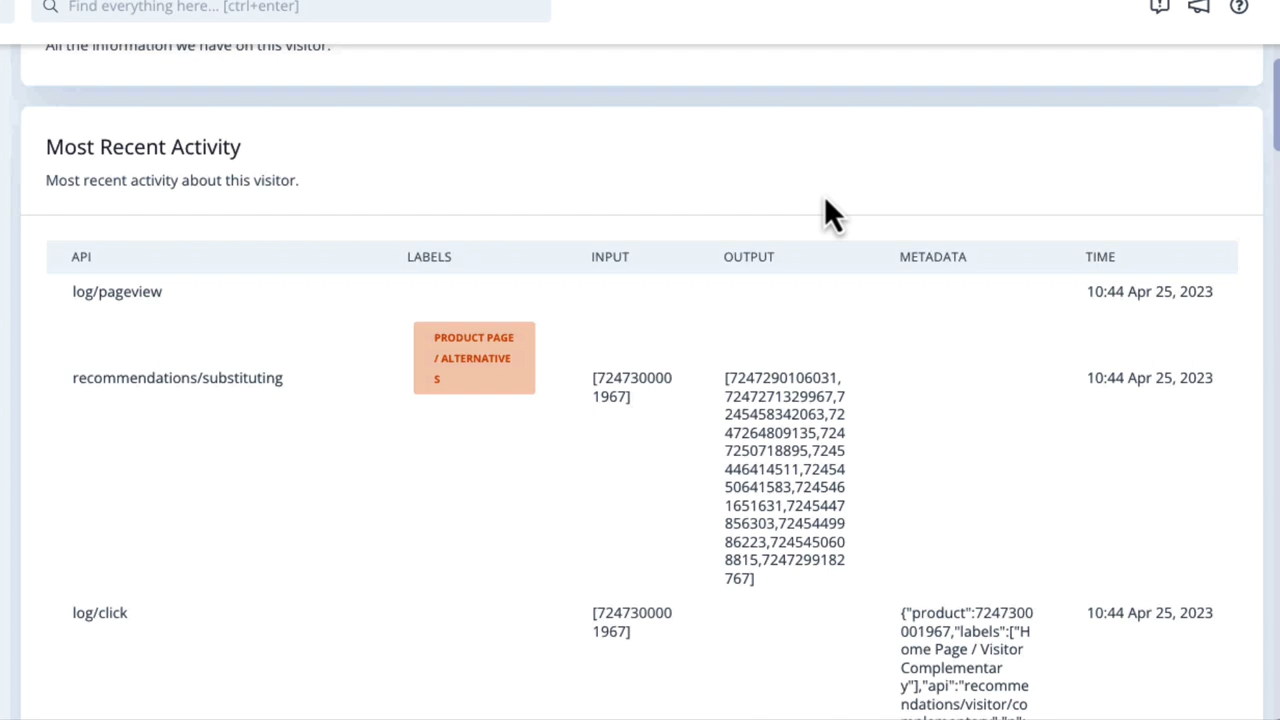 Find everything here... [ctrl+enter]
All the information we have on this visitor.
Most Recent Activity
Most recent activity about this visitor.
API LABELS INPUT OUTPUT METADATA TIME
log/pageview 10:44 Apr 25, 2023
PRODUCT PAGE
/ ALTERNATIVE
S
recommendations/substituting
[724730000
1967]
[7247290106031,
7247271329967,7
245458342063,72
47264809135,724
7250718895,7245
446414511,72454
50641583,724546
1651631,7245447
856303,72454499
86223,724545060
8815,7247299182
767]
10:44 Apr 25, 2023
log/click
[724730000
1967]
{"product":7247300
001967,"labels":["H
ome Page / Visitor
Complementar
y"],"api":"recomme
ndations/visitor/co
10:44 Apr 25, 2023